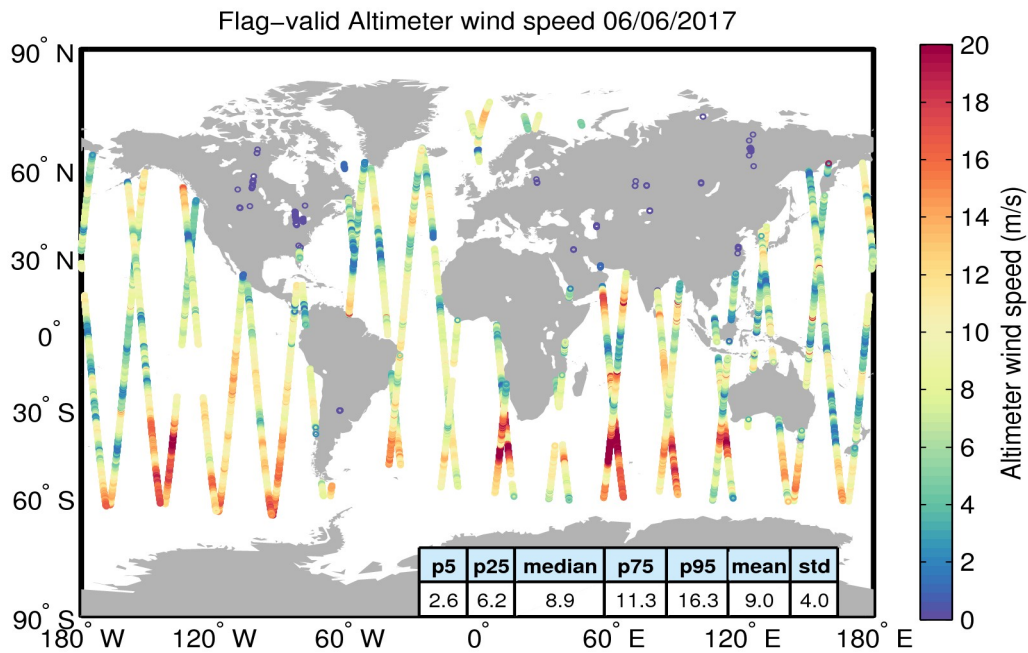 Flag−valid Altimeter wind speed 06/06/2017
90° N
60° N
30° N
0°
30° S
60° S
90° S
180° W
120° W
60° W
0°
60° E
120° E
180° E
p5 p25 median p75 p95 mean std
2.6 6.2 8.9 11.3 16.3 9.0 4.0
20
18
16
14
12
10
8
6
4
2
0
Altimeter wind speed (m/s)